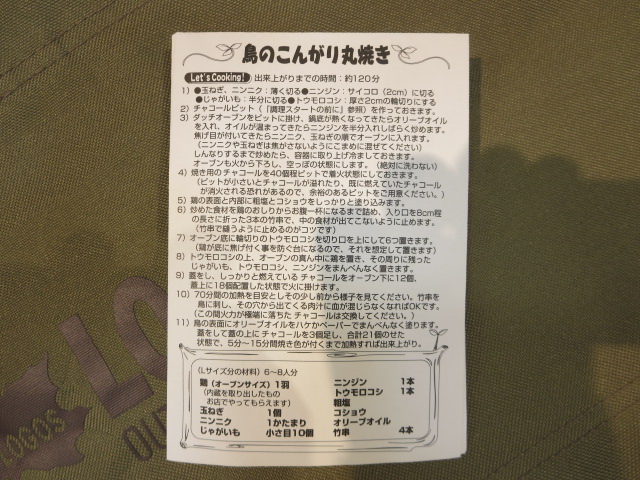 鳥のこんがり丸焼き
Let's Cooking! 出来上がりまでの時間：約120分
1）●玉ねぎ、ニンニク：薄く切る●ニンジン：サイコロ（2cm）に切る
●じゃがいも：半分に切る●トウモロコシ：厚さ2cmの輪切りにする
2）チャコールピット（「調理スタートの前に」参照）を作っておきます。
3）ダッチオーブンをピットに掛け、鍋底が熱くなってきたらオリーブオイル
を入れ、オイルが温まってきたらニンジンを半分入れしばらく炒めます。
焦げ目が付いてきたらニンニク、玉ねぎの順でオーブンに入れます。
（ニンニクや玉ねぎは焦がさないようにこまめに混ぜてください）
しんなりするまで炒めたら、容器に取り上げ冷ましておきます。
オーブンも火から下ろし、空っぽの状態にします。（絶対に洗わない）
4）焼き用のチャコールを40個程ピットで着火状態にしておきます。
（ピットが小さいとチャコールが溢れたり、既に燃えていたチャコール
が消火される恐れがあるので、余裕のあるピットをご用意ください。）
5）鶏の表面と内部に粗塩とコショウをしっかりと塗り込みます。
6）炒めた食材を鶏のおしりからお腹一杯になるまで詰め、入り口を8cm程
の長さに折った3本の竹串で、中の食材が出てこないように止めます。
（竹串で縫うように止めるのがコツです）
7）オーブン底に輪切りのトウモロコシを切り口を上にして6つ置きます。
（鶏が底に焦げ付く事を防ぐ台になるので、それを想定して置きます）
8）トウモロコシの上、オーブンの真ん中に鶏を置き、その周りに残った
じゃがいも、トウモロコシ、ニンジンをまんべんなく置きます。
9）蓋をし、しっかりと燃えている チャコールをオーブン下に12個、
蓋上に18個配置した状態で火に掛けます。
10）70分間の加熱を目安としその少し前から様子を見てください。竹串を
鳥に刺し、その穴から出てくる肉汁に血が混じらなくなればOKです。
（この間火力が極端に落ちたら チャコールは交換してください。）
11）鳥の表面にオリーブオイルをハケかペーパーでまんべんなく塗ります。
蓋をして蓋の上に チャコールを3個足し、合計21個のせた
状態で、5分～15分間焼き色が付くまで加熱すれば出来上がり。
（Lサイズ分の材料）6～8人分
鶏（オーブンサイズ）1羽
（内蔵を取り出したもの
お店でやってもらえます）
玉ねぎ 1個
ニンニク 1かたまり
じゃがいも 小さ目10個
ニンジン 1本
トウモロコシ 1本
粗塩
コショウ
オリーブオイル
竹串 4本
LOGOS